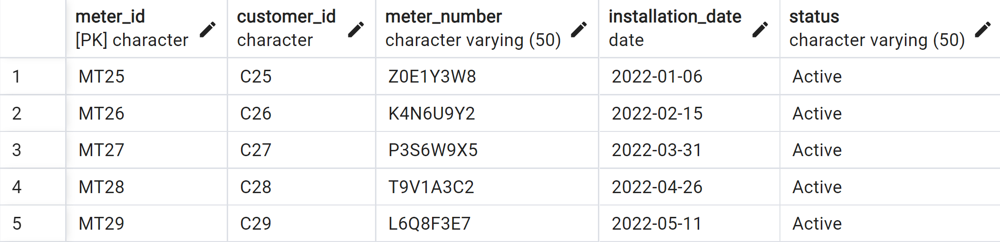 meter_id customer_id meter_number installation_date status
[PK] character character character varying (50) date character varying (50)
1 MT25 C25 Z0E1Y3W8 2022-01-06 Active
2 MT26 C26 K4N6U9Y2 2022-02-15 Active
3 MT27 C27 P3S6W9X5 2022-03-31 Active
4 MT28 C28 T9V1A3C2 2022-04-26 Active
5 MT29 C29 L6Q8F3E7 2022-05-11 Active